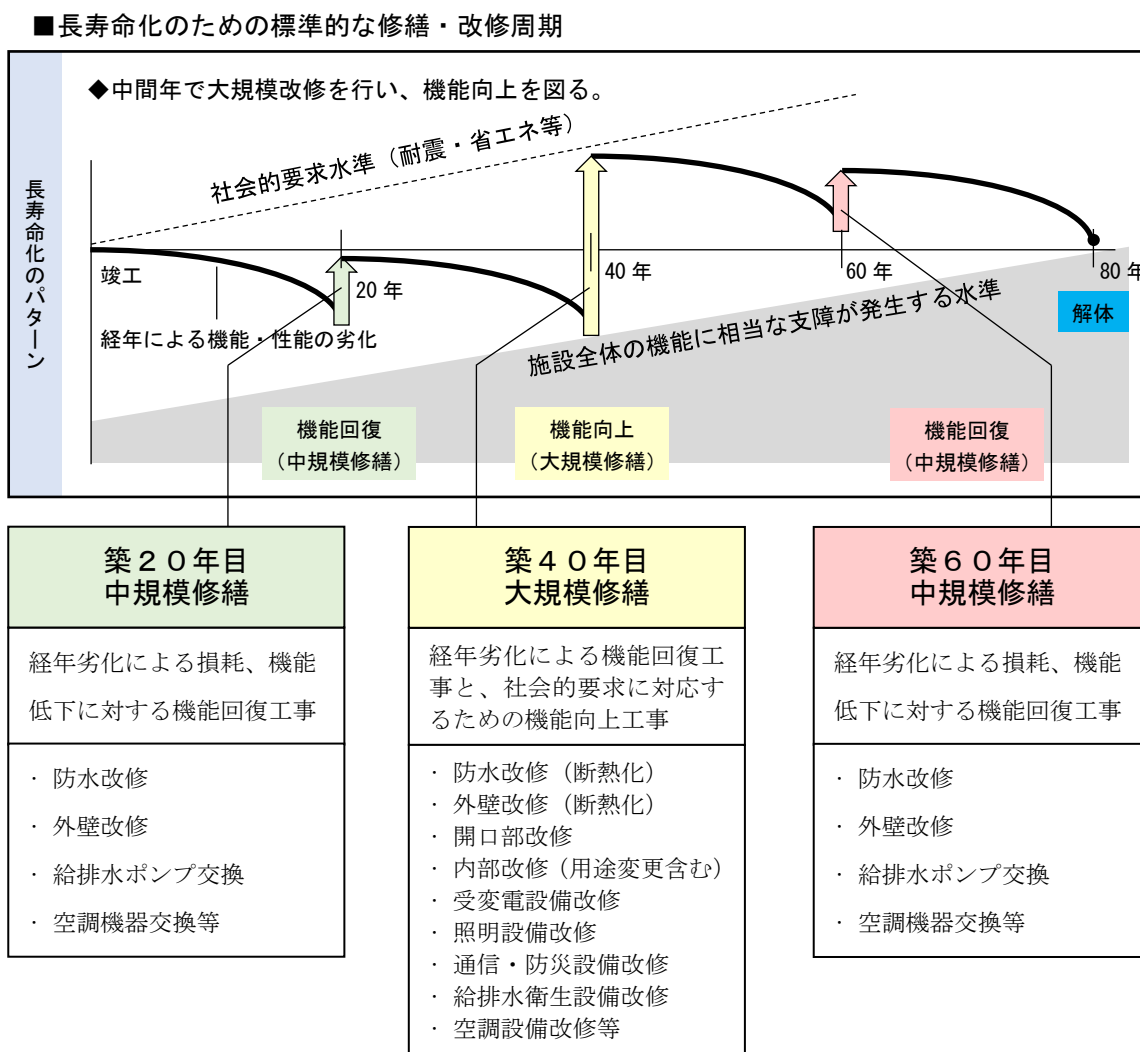 ■長寿命化のための標準的な修繕・改修周期
長寿命化のパターン
◆中間年で大規模改修を行い、機能向上を図る。
社会的要求水準（耐震・省エネ等）
竣工
20 年
40 年
60 年
80 年
経年による機能・性能の劣化
施設全体の機能に相当な支障が発生する水準
解体
機能回復
（中規模修繕）
機能向上
（大規模修繕）
機能回復
（中規模修繕）
築２０年目
中規模修繕
経年劣化による損耗、機能
低下に対する機能回復工事
・防水改修
・外壁改修
・給排水ポンプ交換
・空調機器交換等
築４０年目
大規模修繕
経年劣化による機能回復工
事と、社会的要求に対応す
るための機能向上工事
・防水改修（断熱化）
・外壁改修（断熱化）
・開口部改修
・内部改修（用途変更含む）
・受変電設備改修
・照明設備改修
・通信・防災設備改修
・給排水衛生設備改修
・空調設備改修等
築６０年目
中規模修繕
経年劣化による損耗、機能
低下に対する機能回復工事
・防水改修
・外壁改修
・給排水ポンプ交換
・空調機器交換等